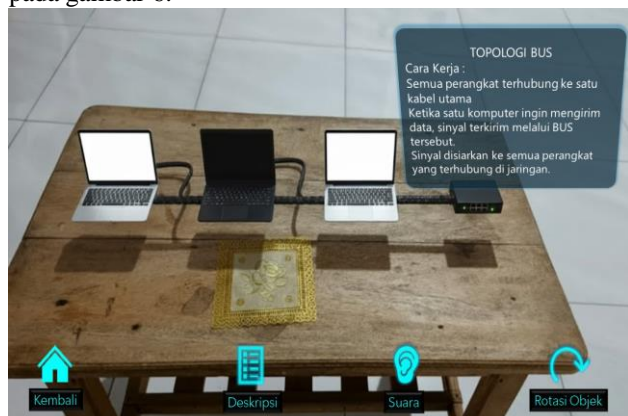 pada gambar 6.
TOPOLOGI BUS
Cara Kerja :
Semua perangkat terhubung ke satu
kabel utama
Ketika satu komputer ingin mengirim
data, sinyal terkirim melalui BUS
tersebut.
Sinyal disiarkan ke semua perangkat
yang terhubung di jaringan.
Kembali
Deskripsi
Suara
Rotasi Objek